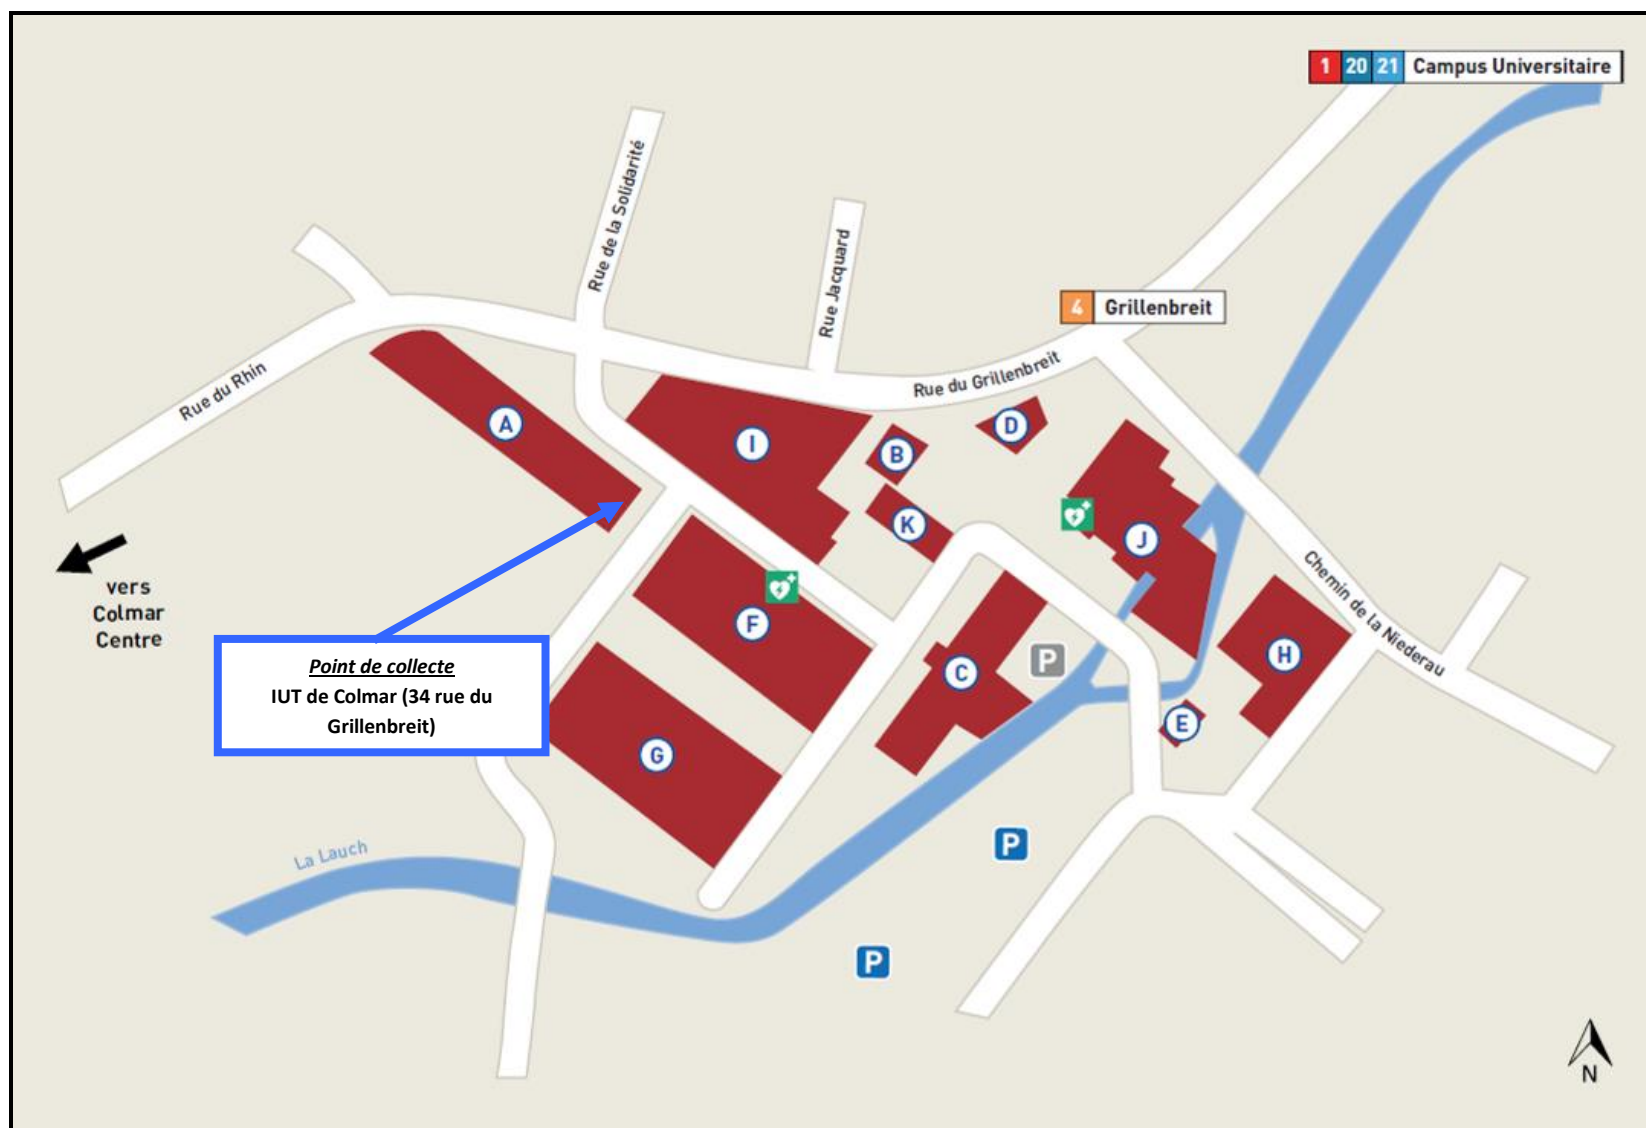 1 20 21 Campus Universitaire
Rue de la Solidarité
Rue Jacquard
4 Grillenbreit
Rue du Rhin
Rue du Grillenbreit
A
I
B
D
K
J
vers
Colmar
Centre
F
Chemin de la Niederau
Point de collecte
IUT de Colmar (34 rue du
Grillenbreit)
C
P
H
E
G
La Lauch
P
P
N